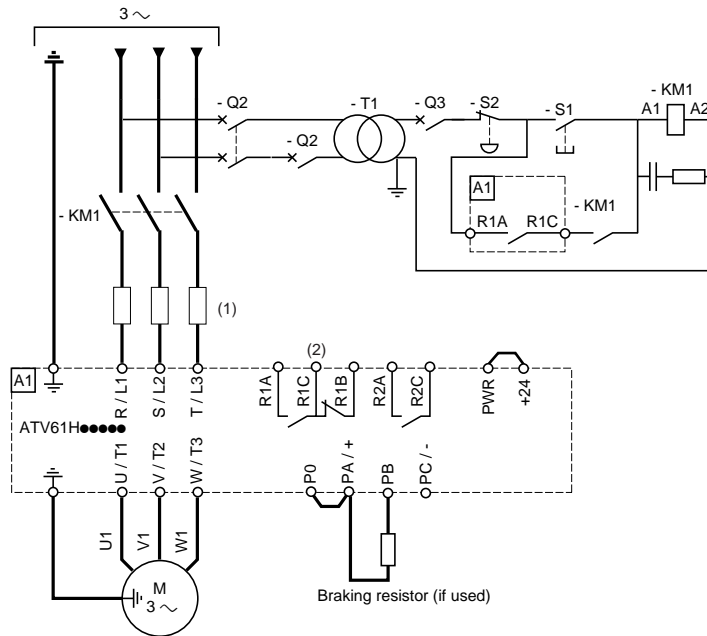 3 ~
- Q2
- T1
- Q3
- S2
- S1
- KM1
A1
A2
- Q2
A1
- KM1
R1A
R1C
- KM1
(1)
(2)
A1
R / L1
S / L2
T / L3
R1A
R1C
R1B
R2A
R2C
PWR
+24
ATV61H●●●●●
U / T1
V / T2
W / T3
P0
PA / +
PB
PC / -
U1
V1
W1
M
3 ~
Braking resistor (if used)